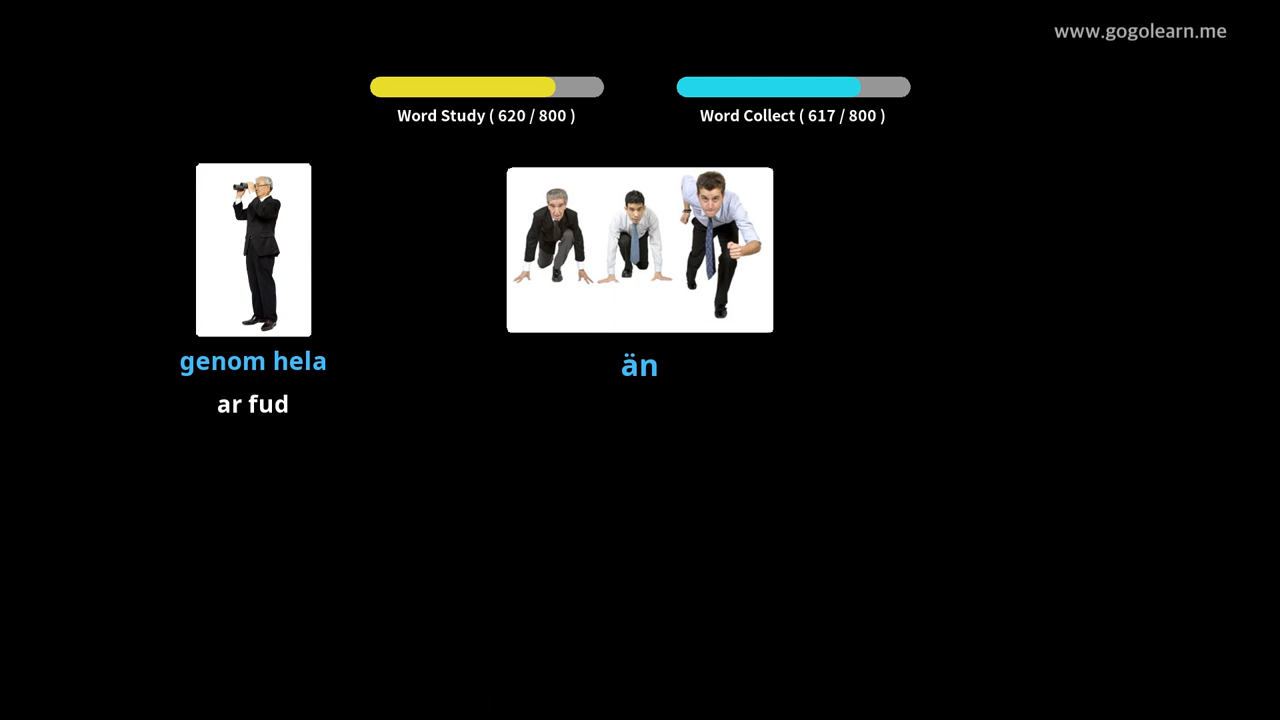 www.gogolearn.me
Word Study ( 620 / 800 )
Word Collect ( 617 / 800 )
genom hela
ar fud
än